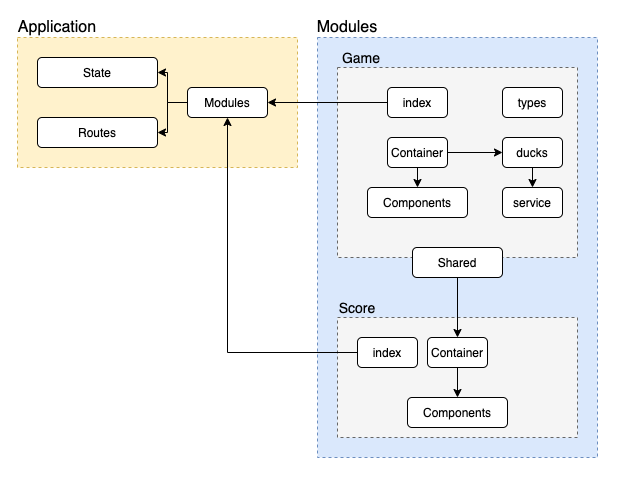 Application
Modules
State
Modules
Routes
Game
index
types
Container
ducks
Components
service
Shared
Score
index
Container
Components